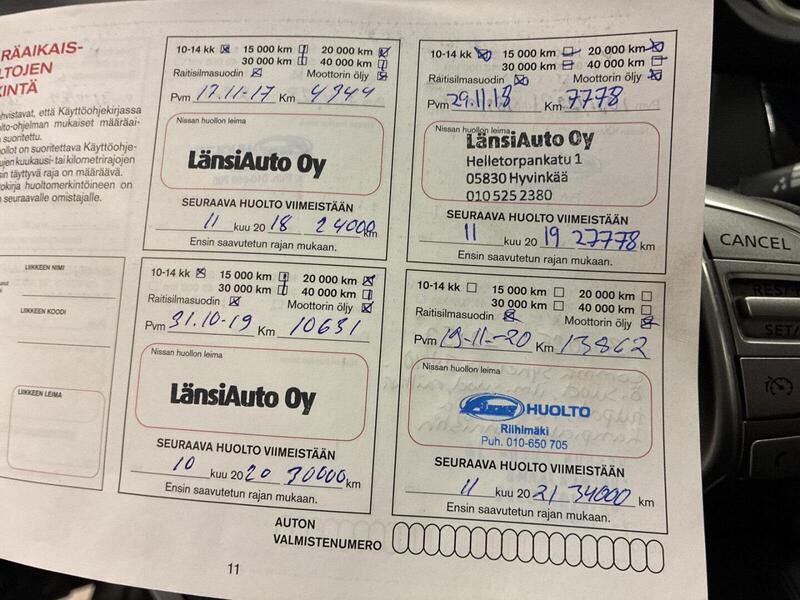 RÄAIKAIS-
LTOJEN
KINTÄ
hvistavat, että Käyttöohjekirjassa
ito-ohjelman mukaiset määräai-
n suoritettu.
ollot on suoritettava Käyttöohje-
tujen kuukausi- tai kilometrirajojen
sin täyttyvä raja on määräävä.
tokirja huoltomerkintöineen on
seuraavalle omistajalle.
LIIKKEEN NIMI
LIIKKEEN KOODI
LIIKKEEN LEIMA
10-14 kk 15 000 km 20 000 km
30 000 km 40 000 km
Raitisilmasuodin Moottorin öljy
Pvm 17.11-17 Km 4944
Nissan huollon leima
LänsiAuto Oy
SEURAAVA HUOLTO VIIMEISTÄÄN
11 kuu 20 18 24000 km
Ensin saavutetun rajan mukaan.
10-14 kk 15 000 km 20 000 km
30 000 km 40 000 km
Raitisilmasuodin Moottorin öljy
Pvm 29.11.18 Km 7778
Nissan huollon leima
LänsiAuto Oy
Helletorpankatu 1
05830 Hyvinkää
010 525 2380
SEURAAVA HUOLTO VIIMEISTÄÄN
11 kuu 20 19 27778 km
Ensin saavutetun rajan mukaan.
10-14 kk 15 000 km 20 000 km
30 000 km 40 000 km
Raitisilmasuodin Moottorin öljy
Pvm 31.10-19 Km 10631
Nissan huollon leima
LänsiAuto Oy
SEURAAVA HUOLTO VIIMEISTÄÄN
10 kuu 20 20 30000 km
Ensin saavutetun rajan mukaan.
10-14 kk 15 000 km 20 000 km
30 000 km 40 000 km
Raitisilmasuodin Moottorin öljy
Pvm 19-11-20 Km 13862
Nissan huollon leima
HUOLTO
Riihimäki
Puh. 010-650 705
SEURAAVA HUOLTO VIIMEISTÄÄN
11 kuu 20 21 34000 km
Ensin saavutetun rajan mukaan.
AUTON
VALMISTENUMERO
11
CANCEL
RES
SET/